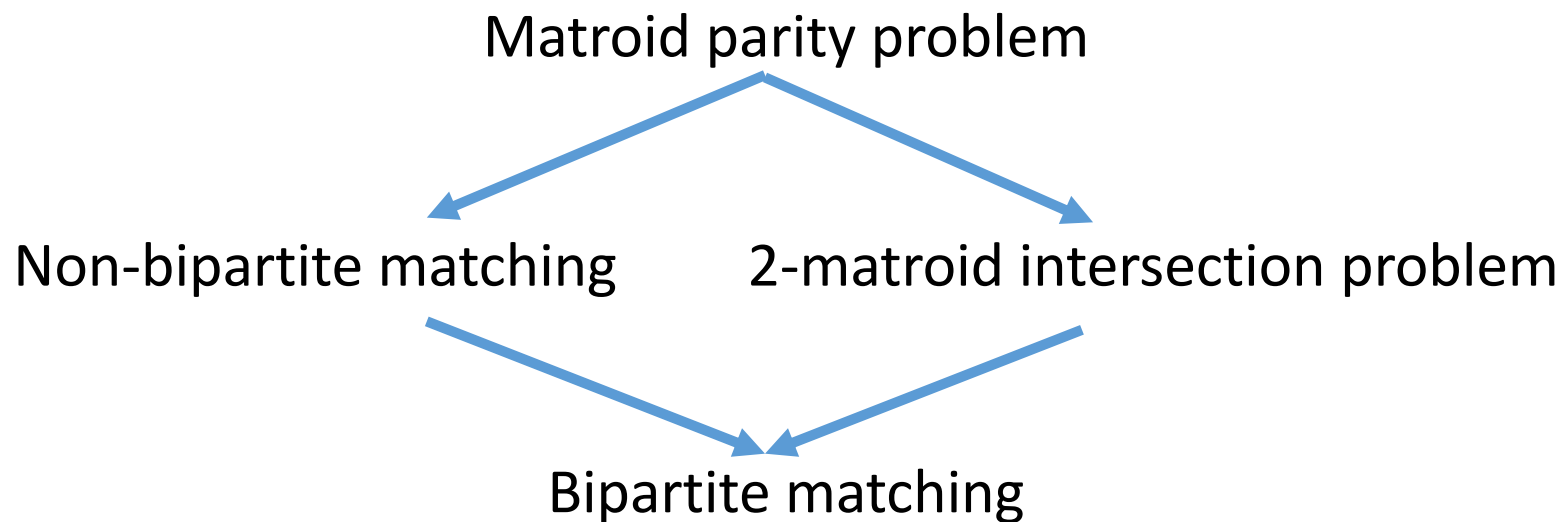 Matroid parity problem
Non-bipartite matching
2-matroid intersection problem
Bipartite matching